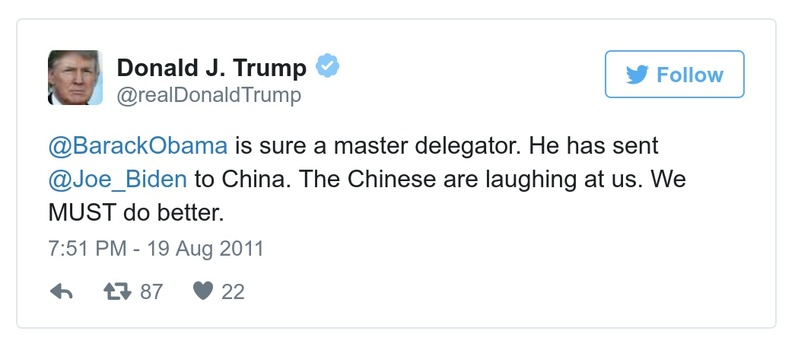 Donald J. Trump
Follow
@realDonaldTrump
@BarackObama is sure a master delegator. He has sent
@Joe_Biden to China. The Chinese are laughing at us. We
MUST do better.
7:51 PM - 19 Aug 2011
87 22